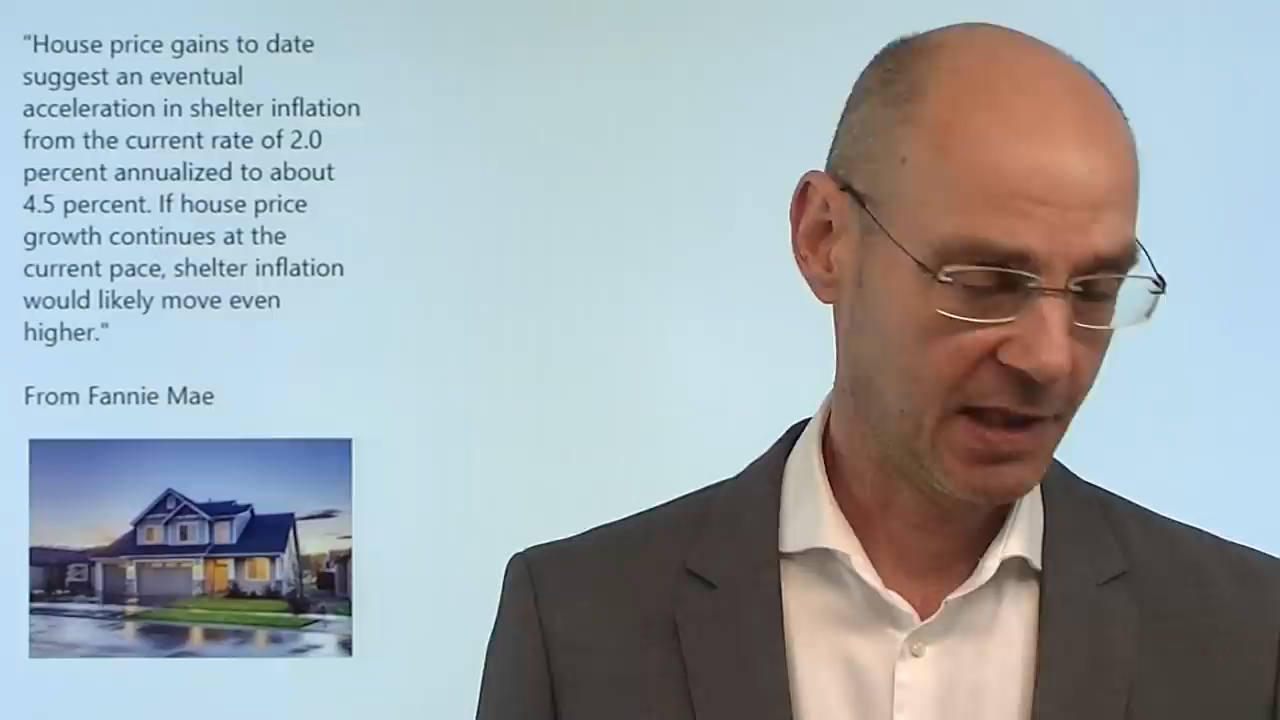 "House price gains to date
suggest an eventual
acceleration in shelter inflation
from the current rate of 2.0
percent annualized to about
4.5 percent. If house price
growth continues at the
current pace, shelter inflation
would likely move even
higher."
From Fannie Mae